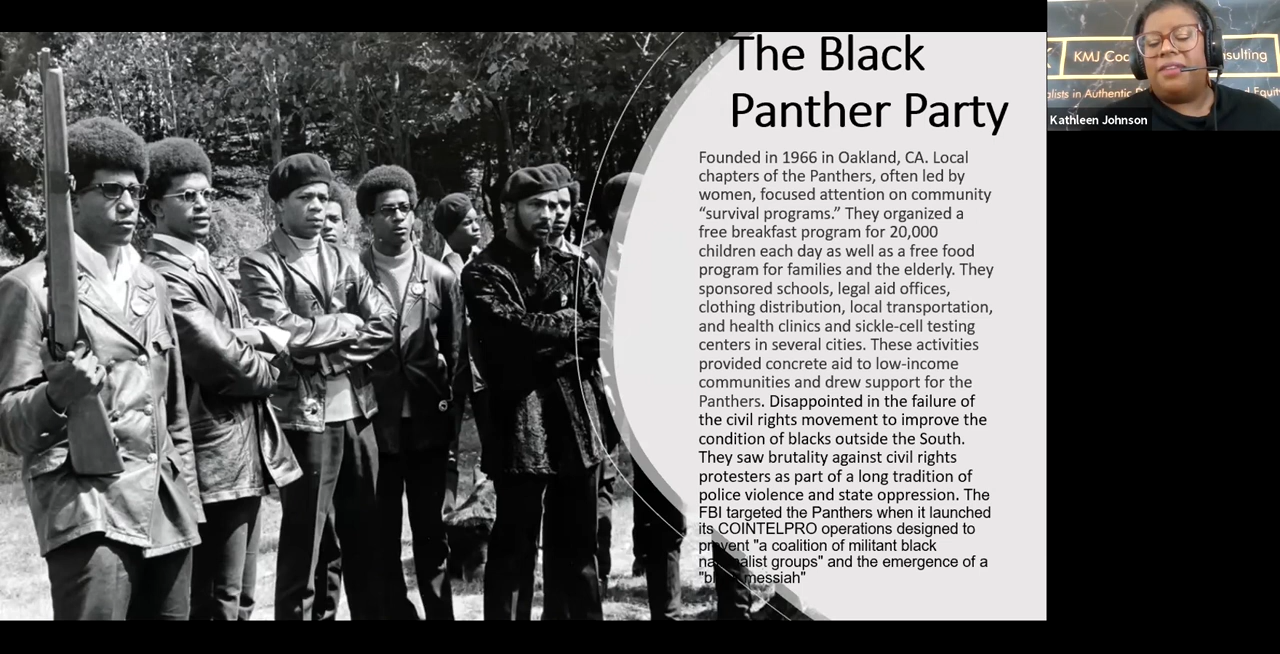 The Black
Panther Party
Founded in 1966 in Oakland, CA. Local
chapters of the Panthers, often led by
women, focused attention on community
“survival programs.” They organized a
free breakfast program for 20,000
children each day as well as a free food
program for families and the elderly. They
sponsored schools, legal aid offices,
clothing distribution, local transportation,
and health clinics and sickle-cell testing
centers in several cities. These activities
provided concrete aid to low-income
communities and drew support for the
Panthers. Disappointed in the failure of
the civil rights movement to improve the
condition of blacks outside the South.
They saw brutality against civil rights
protesters as part of a long tradition of
police violence and state oppression. The
FBI targeted the Panthers when it launched
its COINTELPRO operations designed to
prevent "a coalition of militant black
nationalist groups" and the emergence of a
"black messiah"
KMJ
in Authentic
Kathleen Johnson